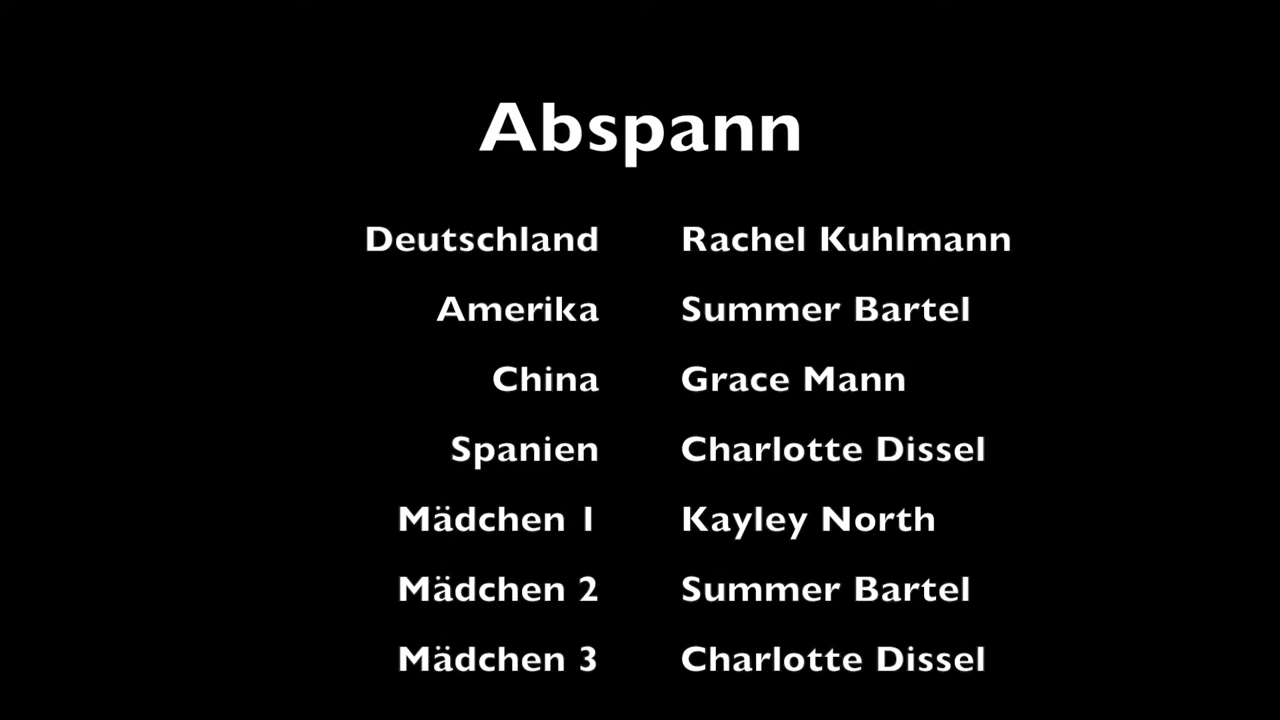 Abspann
Deutschland Rachel Kuhlmann
Amerika Summer Bartel
China Grace Mann
Spanien Charlotte Dissel
Mädchen 1 Kayley North
Mädchen 2 Summer Bartel
Mädchen 3 Charlotte Dissel